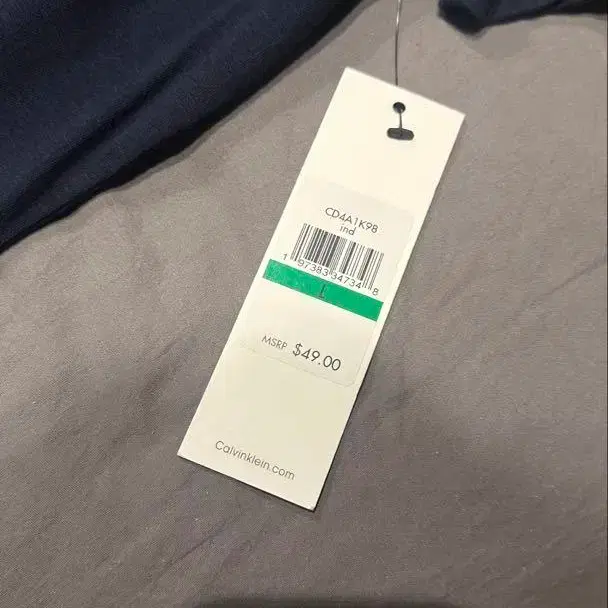 CD4A1K98
ind
1 97383 34734 8
L
MSRP $49.00
Calvinklein.com